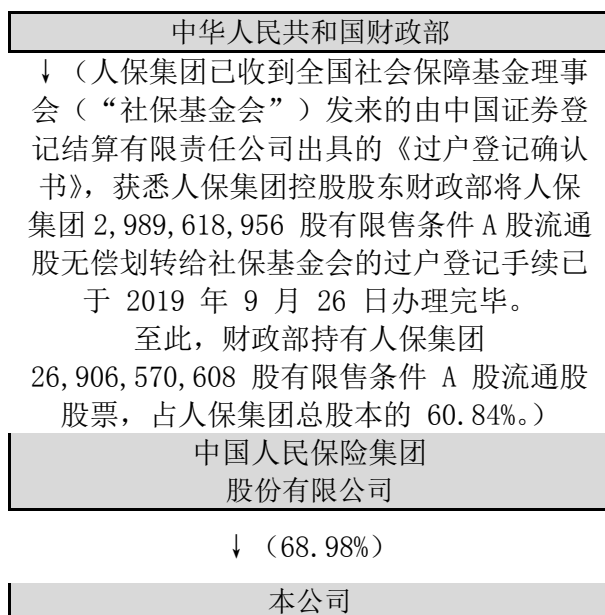 中华人民共和国财政部
↓（人保集团已收到全国社会保障基金理事
会（“社保基金会”）发来的由中国证券登
记结算有限责任公司出具的《过户登记确认
书》，获悉人保集团控股股东财政部将人保
集团 2,989,618,956 股有限售条件 A 股流通
股无偿划转给社保基金会的过户登记手续已
于 2019 年 9 月 26 日办理完毕。
至此，财政部持有人保集团
26,906,570,608 股有限售条件 A 股流通股
股票，占人保集团总股本的 60.84%。）
中国人民保险集团
股份有限公司
↓（68.98%）
本公司